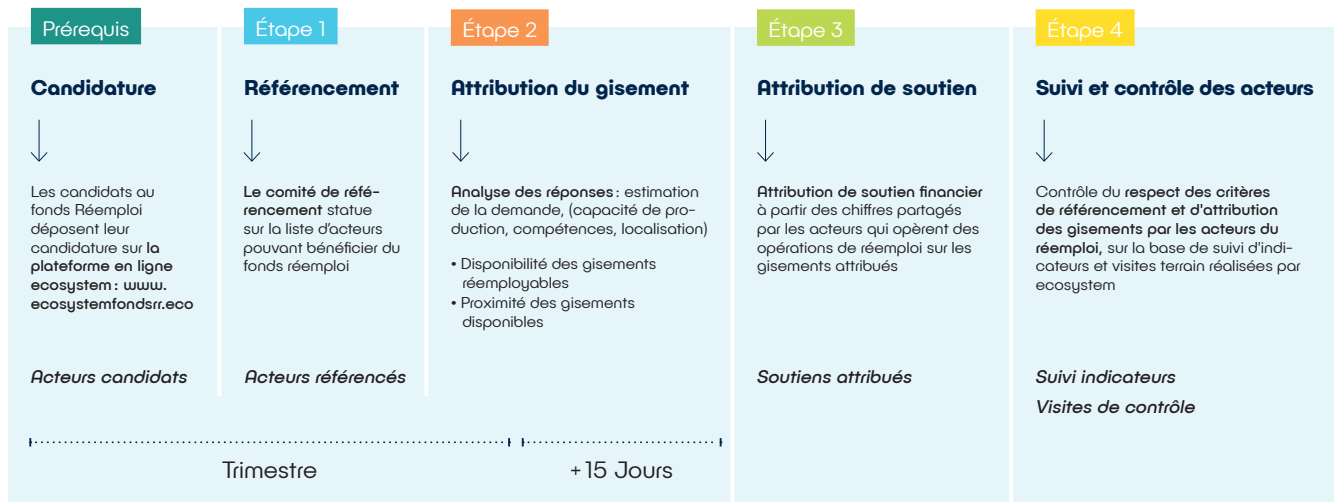 Prérequis
Candidature
Les candidats au
fonds Réemploi
déposent leur
candidature sur la
plateforme en ligne
ecosystem : www.
ecosystemfondsrr.eco
Acteurs candidats
Étape 1
Référencement
Le comité de réfé-
rencement statue
sur la liste d'acteurs
pouvant bénéficier du
fonds réemploi
Acteurs référencés
Étape 2
Attribution du gisement
Analyse des réponses : estimation
de la demande, (capacité de pro-
duction, compétences, localisation)
• Disponibilité des gisements
réemployables
• Proximité des gisements
disponibles
Trimestre
+15 Jours
Étape 3
Attribution de soutien
Attribution de soutien financier
à partir des chiffres partagés
par les acteurs qui opèrent des
opérations de réemploi sur les
gisements attribués
Soutiens attribués
Étape 4
Suivi et contrôle des acteurs
Contrôle du respect des critères
de référencement et d'attribution
des gisements par les acteurs du
réemploi, sur la base de suivi d'indi-
cateurs et visites terrain réalisées par
ecosystem
Suivi indicateurs
Visites de contrôle